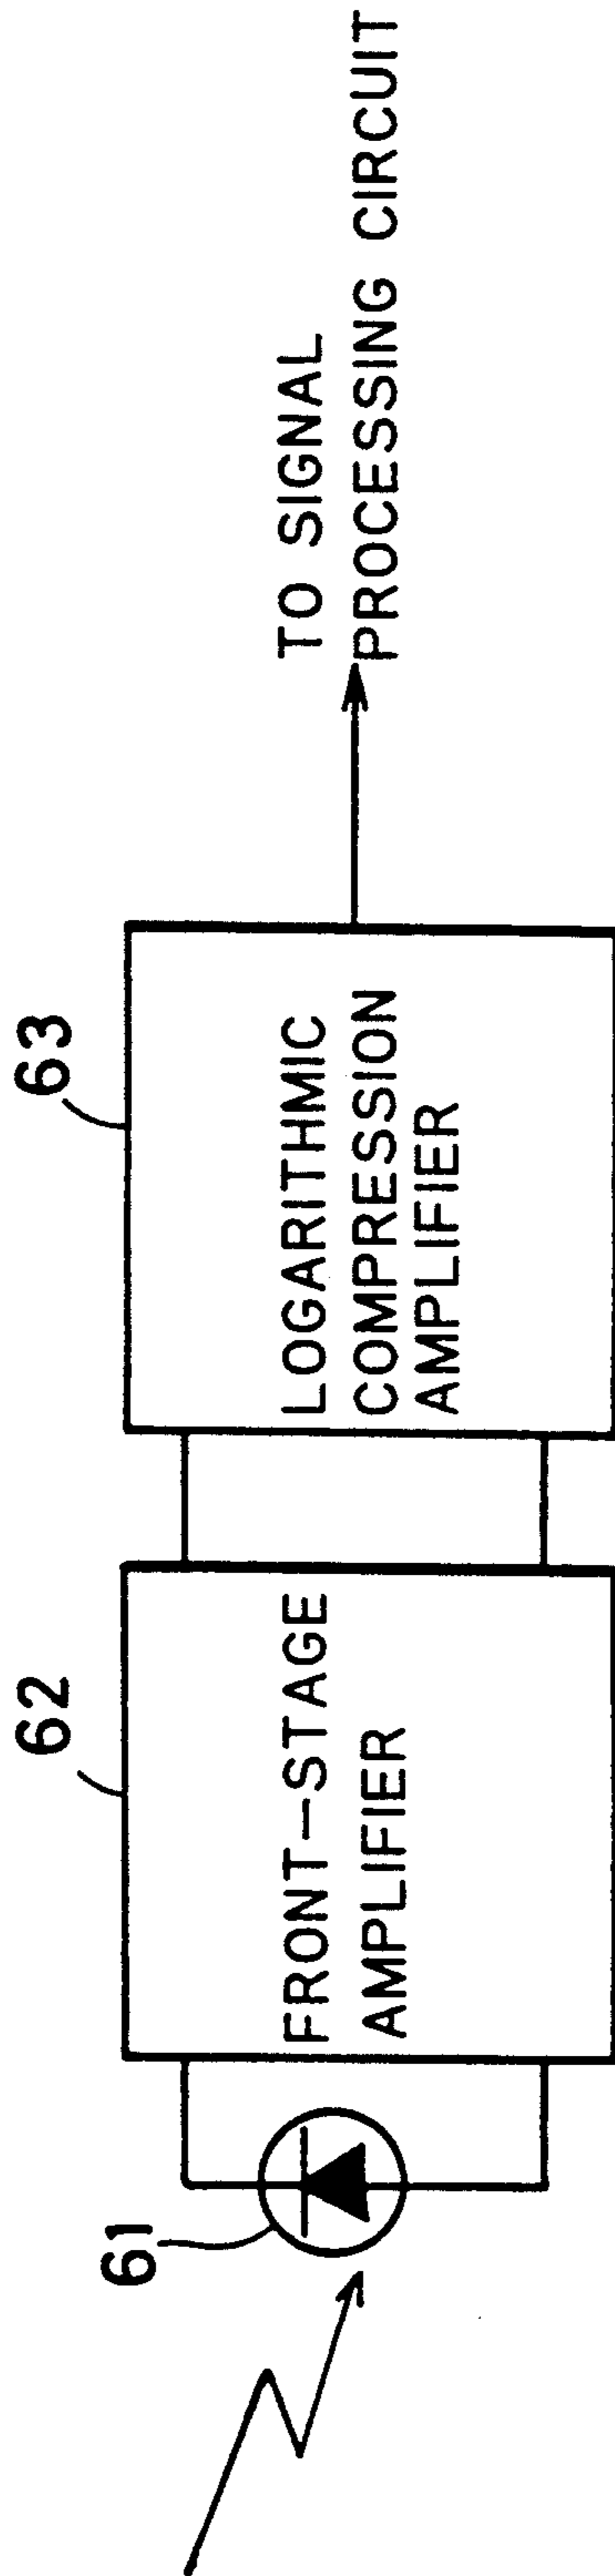 61
62
63
FRONT-STAGE
AMPLIFIER
LOGARITHMIC
COMPRESSION
AMPLIFIER
TO SIGNAL
PROCESSING CIRCUIT